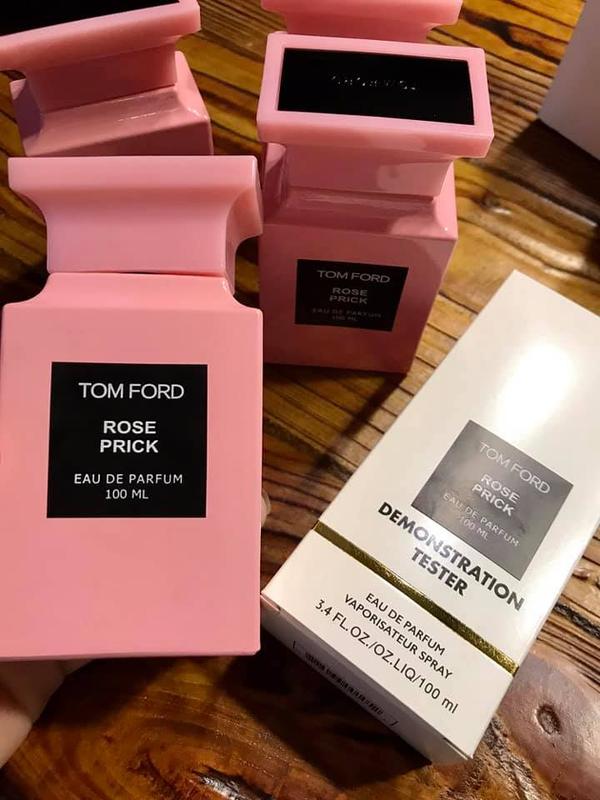 TOM FORD
ROSE
PRICK
EAU DE PARFUM
100 ML
TOM FORD
ROSE
PRICK
EAU DE PARFUM
100 ML
TOM FORD
ROSE
PRICK
EAU DE PARFUM
100 ML
DEMONSTRATION
TESTER
EAU DE PARFUM
VAPORISATEUR SPRAY
3.4 FL.OZ./OZ.LIQ/100 ml